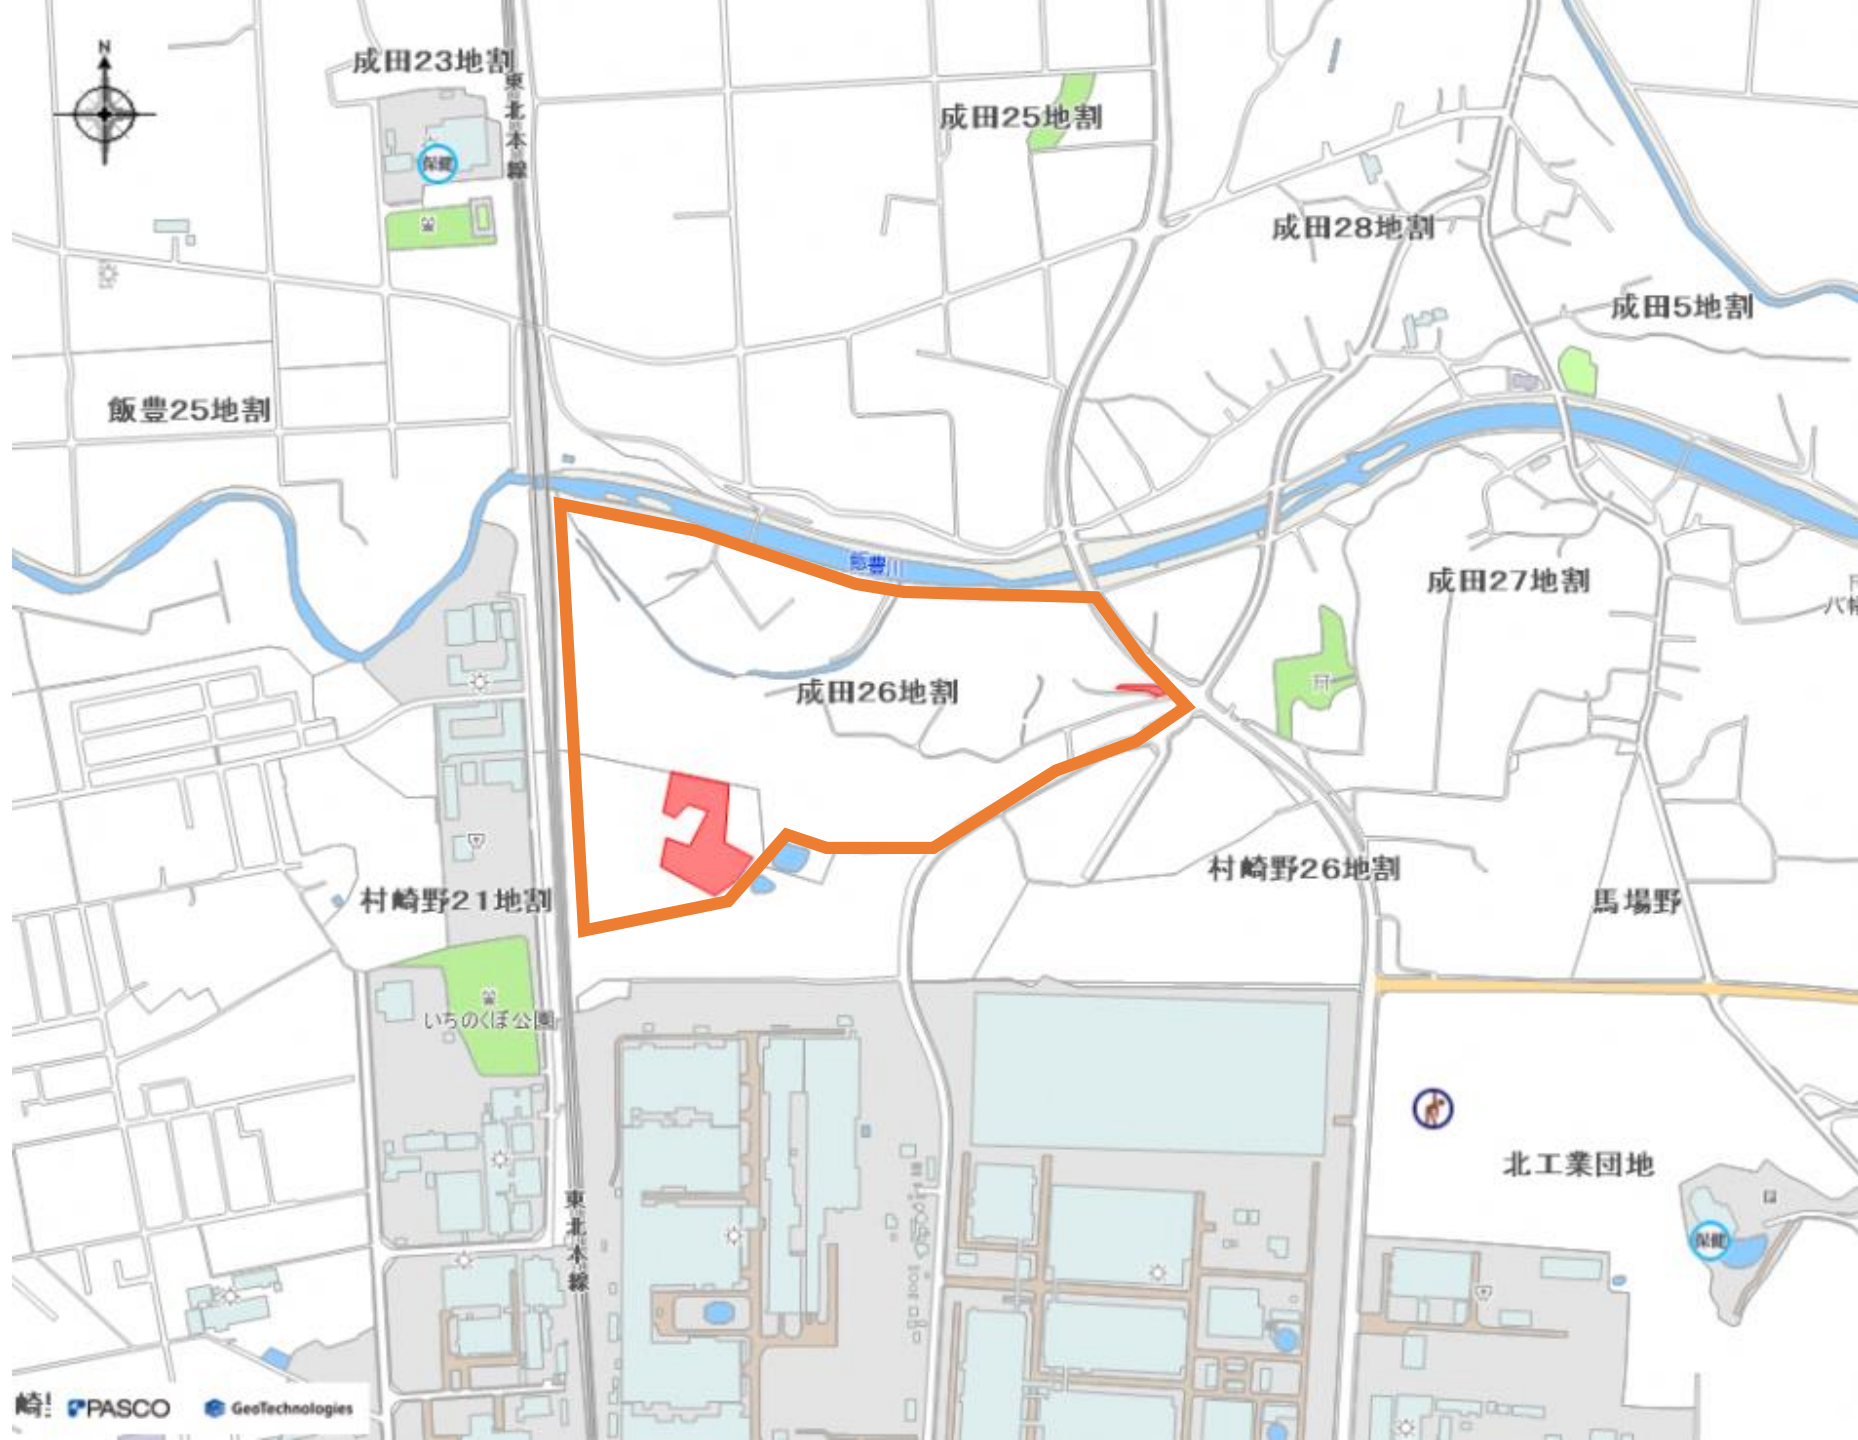 N
成田23地割
東北本線
保健
成田25地割
成田28地割
成田5地割
飯豊25地割
飯豊川
成田27地割
成田26地割
村崎野21地割
村崎野26地割
馬場野
いちのくぼ公園
北工業団地
東北本線
保健
PASCO
GeoTechnologies